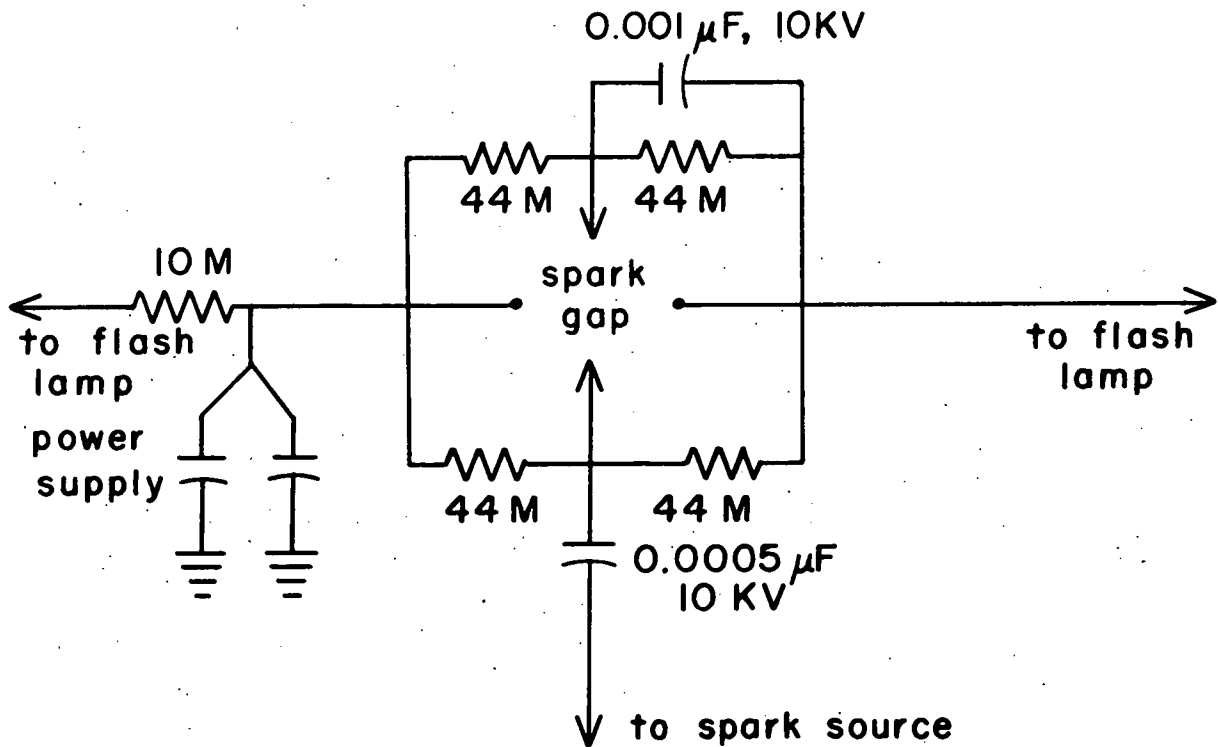 0.001 μF, 10KV
44 M
44 M
10 M
spark
gap
to flash
lamp
to flash
lamp
power
supply
44 M
44 M
0.0005 μF
10 KV
to spark source